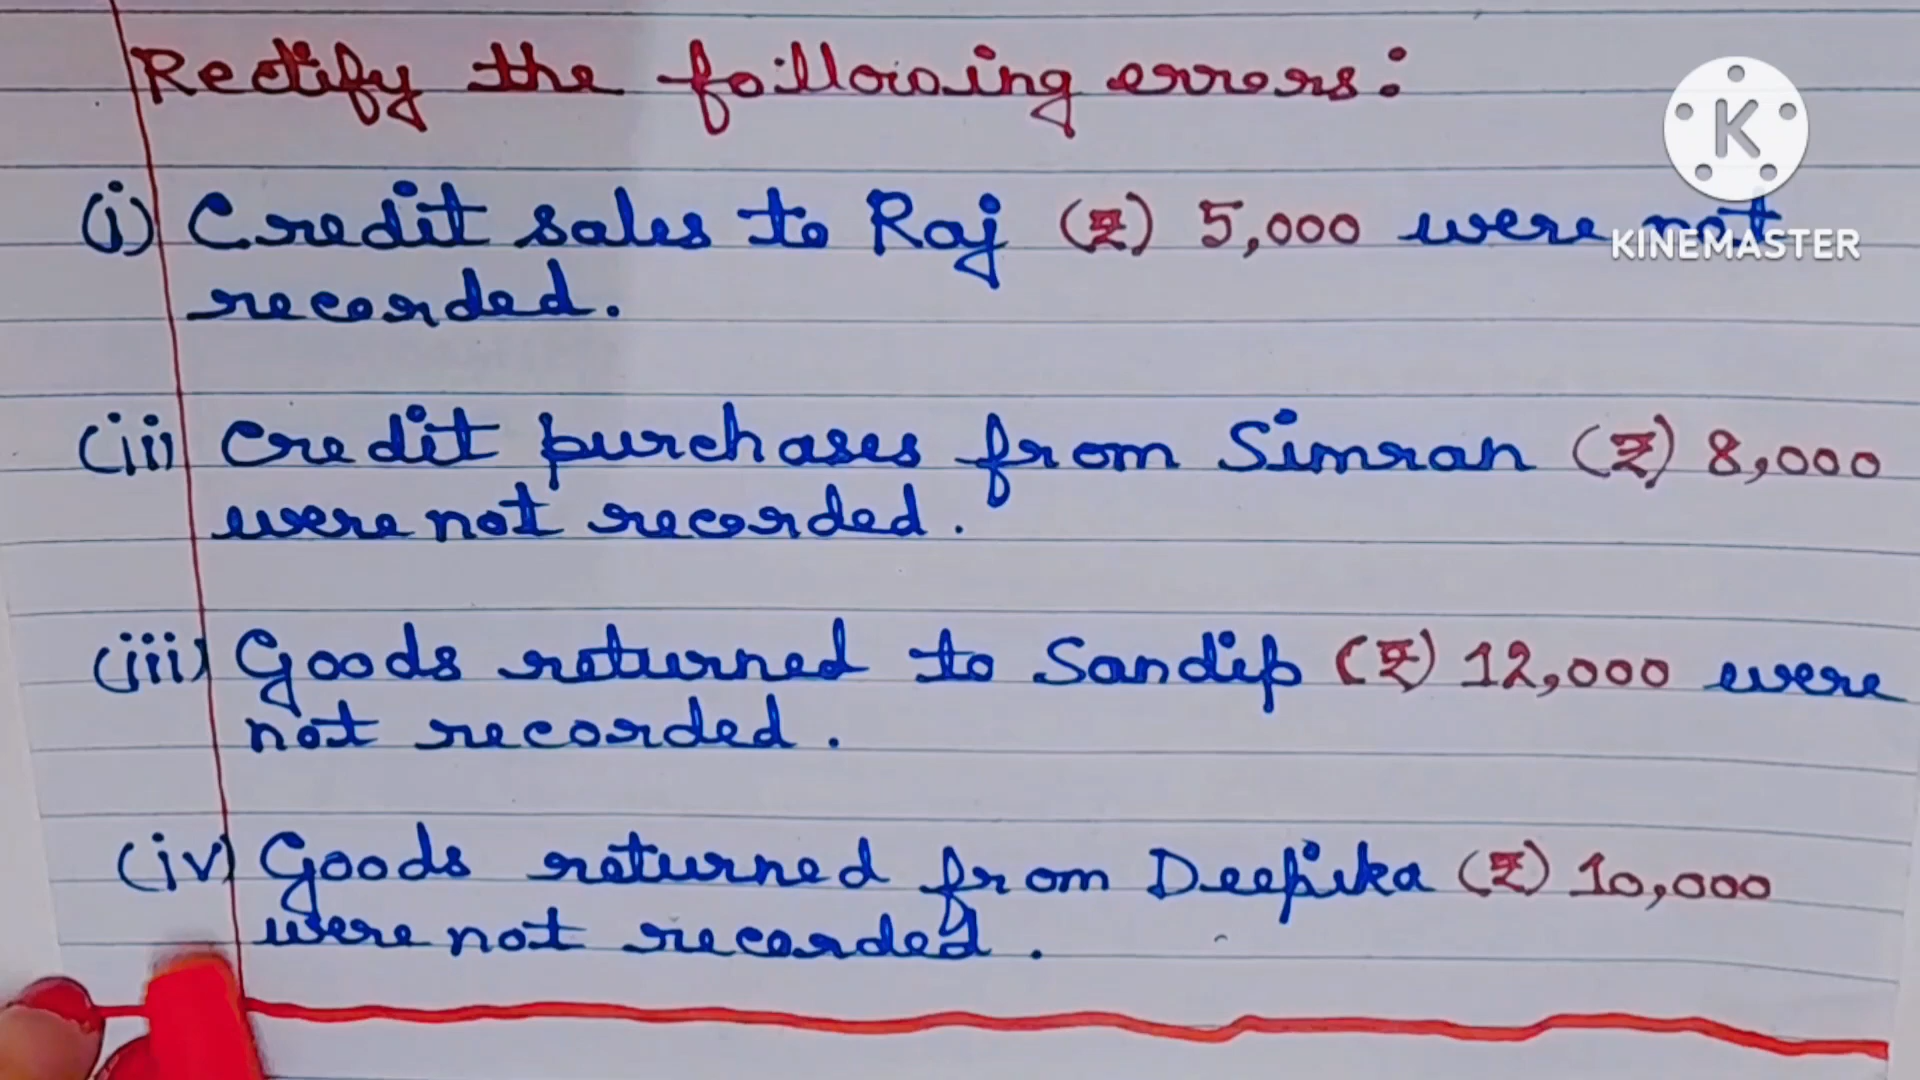 Rectify the following errors:
K
(i) Credit sales to Raj (₹) 5,000 were not
KINEMASTER
recorded.
(ii) Credit purchases from Simran (₹) 8,000
were not recorded.
(iii) Goods returned to Sandip (₹) 12,000 were
not recorded.
(iv) Goods returned from Deepika (₹) 10,000
were not recorded.